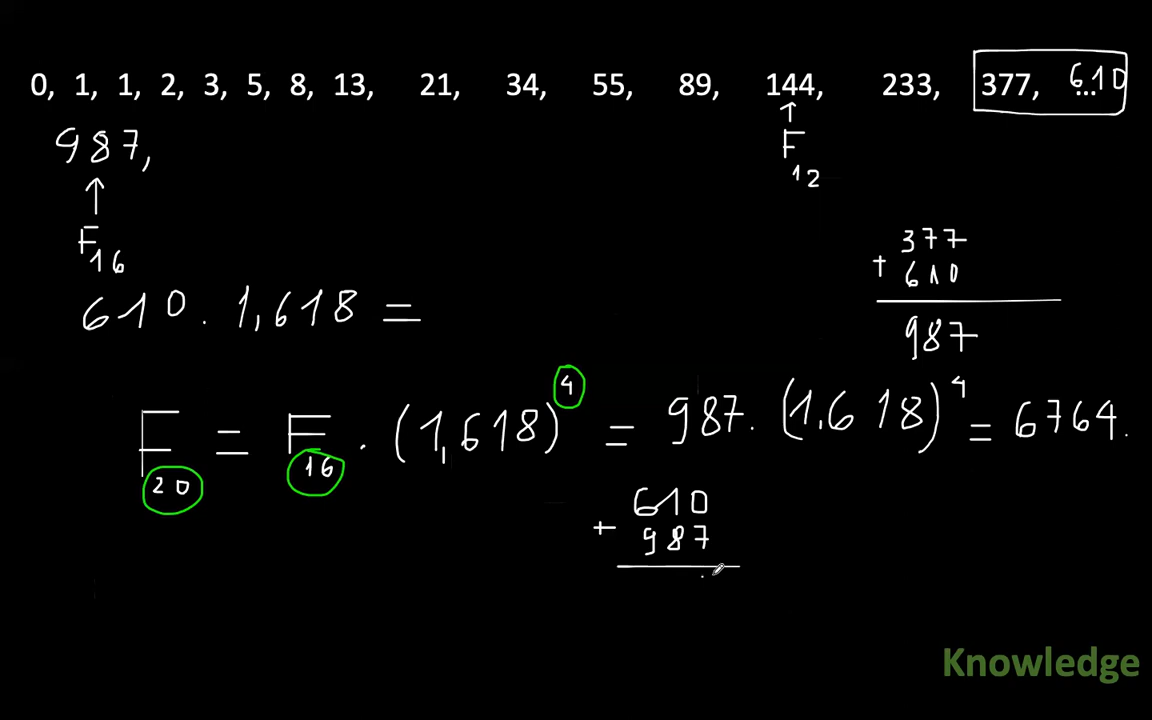 0, 1, 1, 2, 3, 5, 8, 13, 21, 34, 55, 89, 144, 233, 377, 610 ...
987,
F12
F16
377
+ 610
987
610 . 1,618 =
F20 = F16 . (1,618)^4 = 987. (1.618)^4 = 6764.
610
+ 987
Knowledge